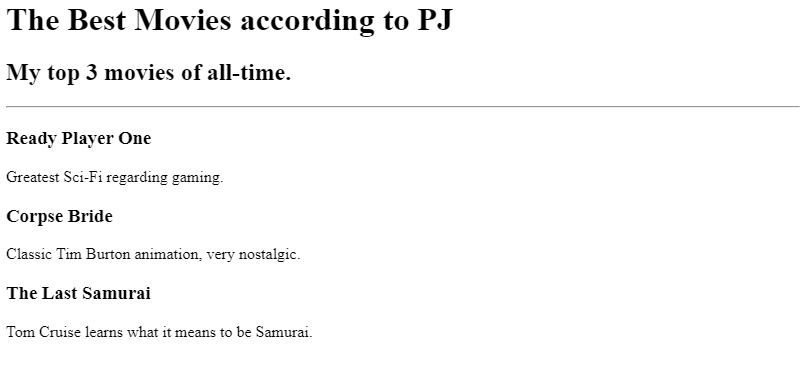 The Best Movies according to PJ
My top 3 movies of all-time.
Ready Player One
Greatest Sci-Fi regarding gaming.
Corpse Bride
Classic Tim Burton animation, very nostalgic.
The Last Samurai
Tom Cruise learns what it means to be Samurai.